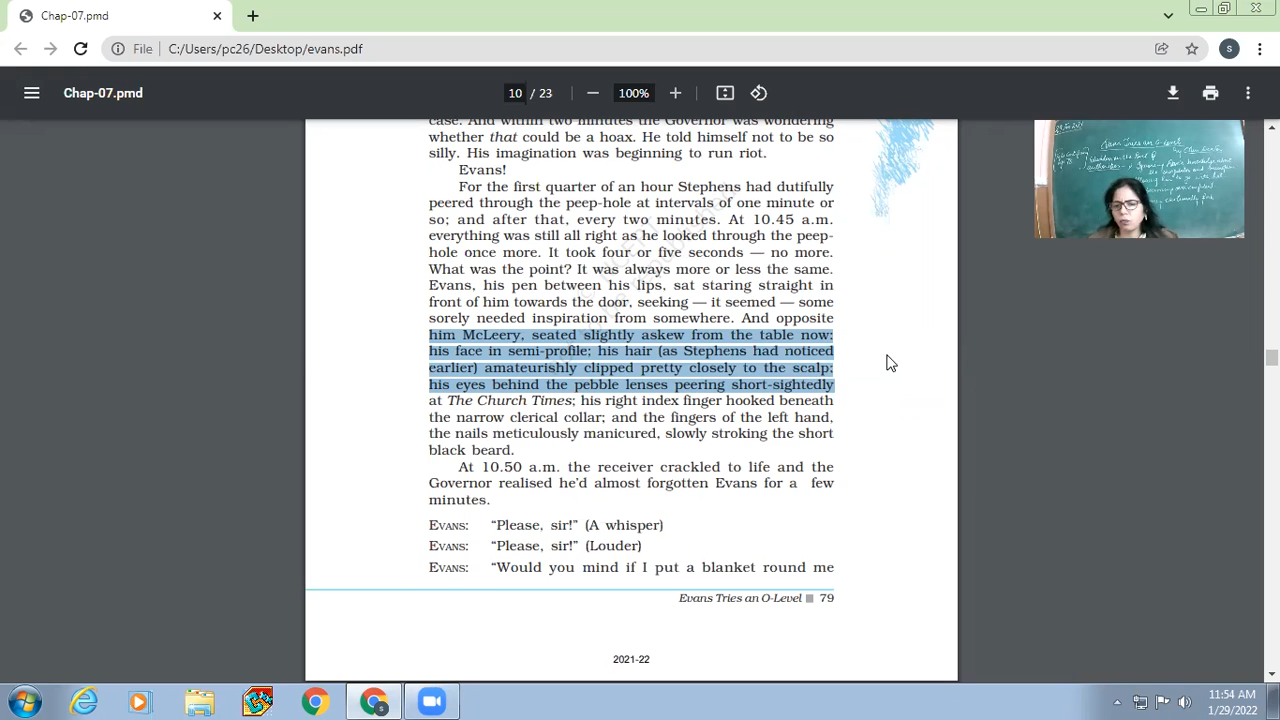 Chap-07.pmd
File C:/Users/pc26/Desktop/evans.pdf
S
Chap-07.pmd
10 / 23
100%
case. And within two minutes the Governor was wondering
whether that could be a hoax. He told himself not to be so
silly. His imagination was beginning to run riot.
Evans!
For the first quarter of an hour Stephens had dutifully
peered through the peep-hole at intervals of one minute or
so; and after that, every two minutes. At 10.45 a.m.
everything was still all right as he looked through the peep-
hole once more. It took four or five seconds — no more.
What was the point? It was always more or less the same.
Evans, his pen between his lips, sat staring straight in
front of him towards the door, seeking — it seemed — some
sorely needed inspiration from somewhere. And opposite
him McLeery, seated slightly askew from the table now:
his face in semi-profile; his hair (as Stephens had noticed
earlier) amateurishly clipped pretty closely to the scalp;
his eyes behind the pebble lenses peering short-sightedly
at The Church Times; his right index finger hooked beneath
the narrow clerical collar; and the fingers of the left hand,
the nails meticulously manicured, slowly stroking the short
black beard.
At 10.50 a.m. the receiver crackled to life and the
Governor realised he'd almost forgotten Evans for a few
minutes.
EVANS: “Please, sir!” (A whisper)
EVANS: “Please, sir!” (Louder)
EVANS: “Would you mind if I put a blanket round me
Evans Tries an O-Level 79
2021-22
S
11:54 AM
1/29/2022